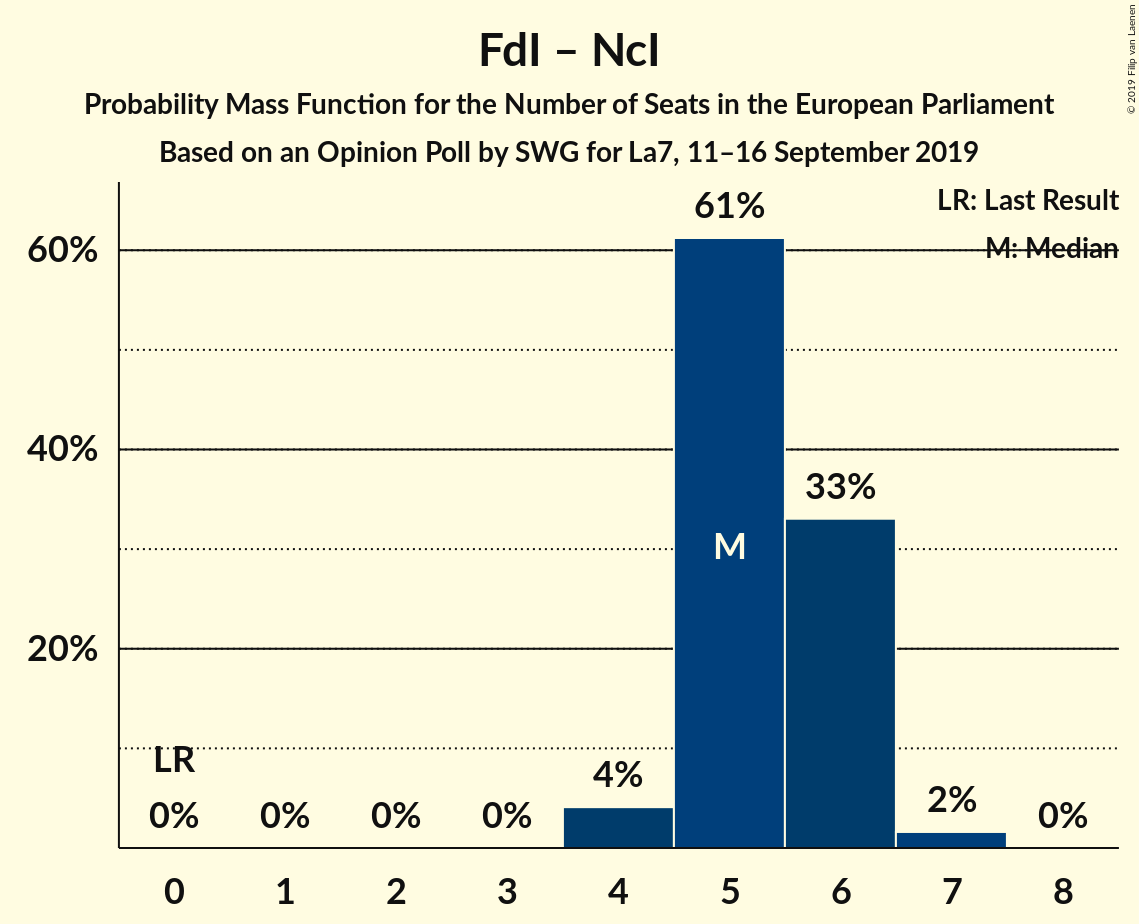 FdI – NcI
Probability Mass Function for the Number of Seats in the European Parliament
Based on an Opinion Poll by SWG for La7, 11–16 September 2019
© 2019 Filip van Laenen
LR: Last Result
M: Median
60%
40%
20%
61%
33%
M
LR
0%
0%
0%
0%
4%
2%
0%
0
1
2
3
4
5
6
7
8